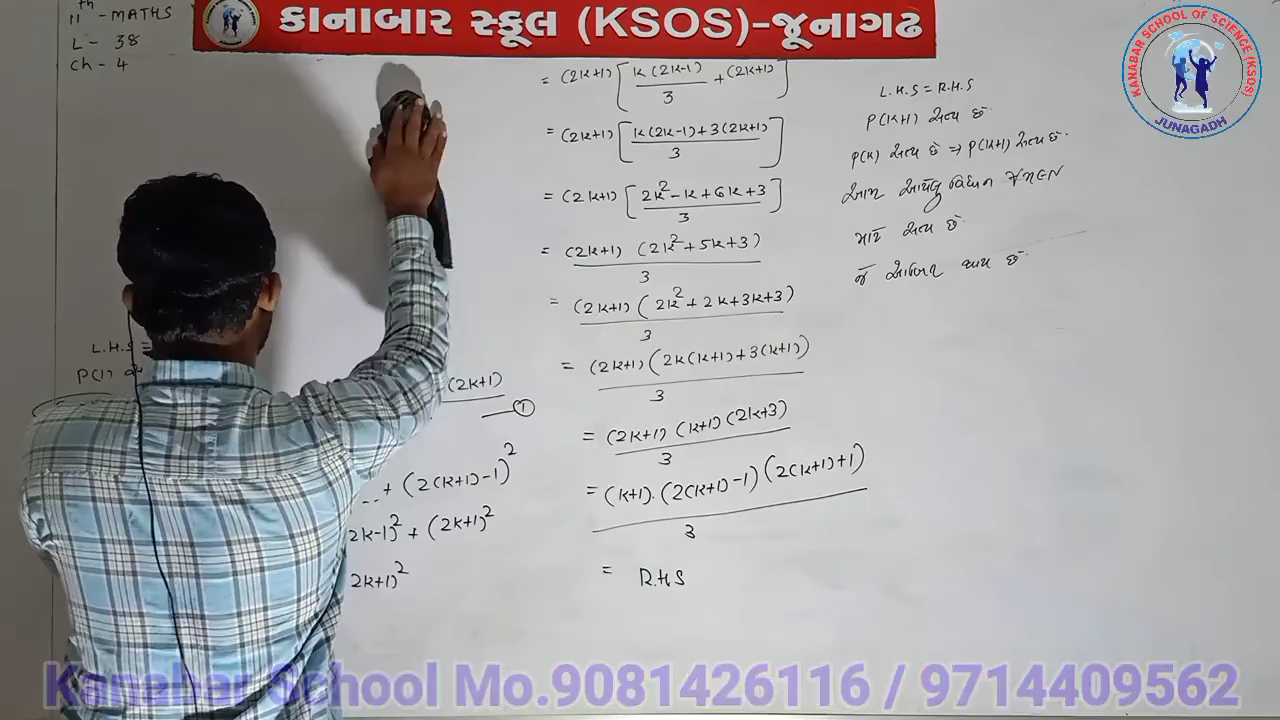 11th - MATHS
L - 38
ch - 4
કાનાબાર સ્કૂલ (KSOS)-જૂનાગઢ
KANABAR SCHOOL OF SCIENCE (KSOS)
JUNAGADH
L.H.S =
P(1)
(2k+1)
①
+ (2(k+1)-1)²
2k-1)² + (2k+1)²
2k+1)²
= (2k+1) [k(2k-1)/3 + (2k+1)]
= (2k+1) [k(2k-1)+3(2k+1)/3]
= (2k+1) [2k²-k+6k+3/3]
= (2k+1) (2k²+5k+3)/3
= (2k+1) (2k²+2k+3k+3)/3
= (2k+1) (2k(k+1)+3(k+1))/3
= (2k+1) (k+1) (2k+3)/3
= (k+1).(2(k+1)-1) (2(k+1)+1)/3
= R.H.S
L.H.S = R.H.S
P(k+1) સત્ય છે.
P(k) સત્ય છે ⇒ P(k+1) સત્ય છે.
આમ આપેલું વિધાન ∀n∈N
માટે સત્ય છે.
જે સાબિત થાય છે.
Kanabar School Mo.9081426116 / 9714409562